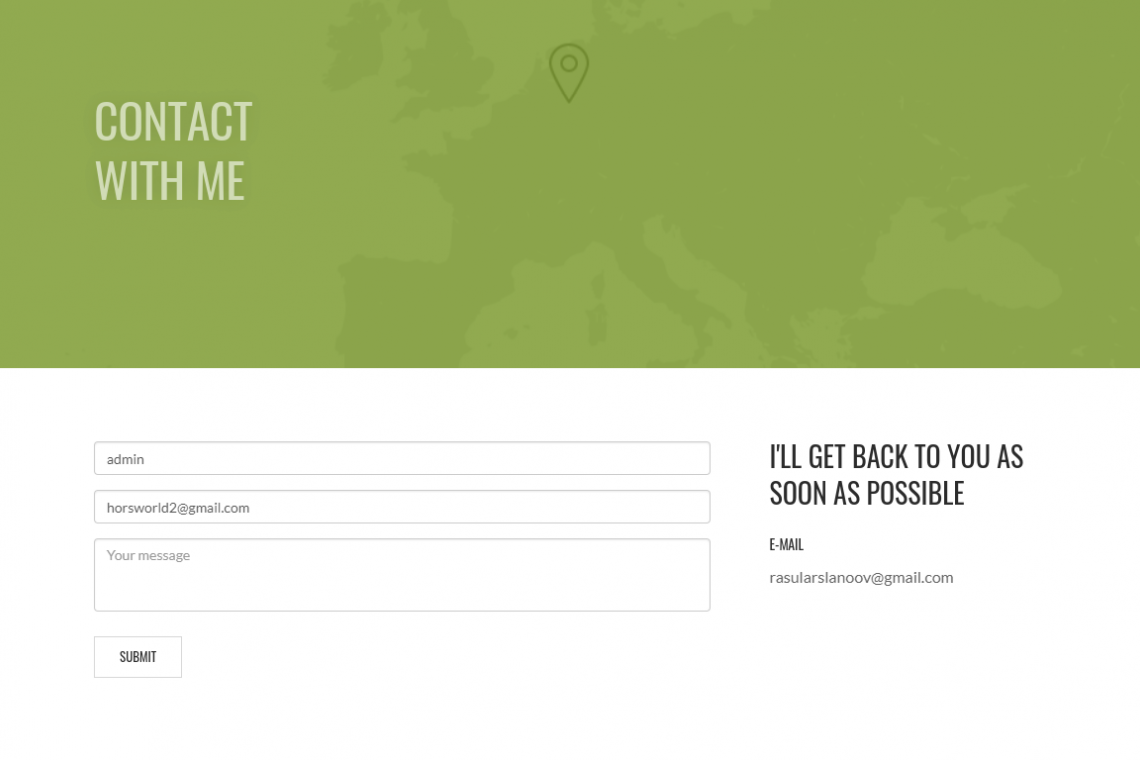 CONTACT
WITH ME
admin
horsworld2@gmail.com
Your message
SUBMIT
I'LL GET BACK TO YOU AS
SOON AS POSSIBLE
E-MAIL
rasularslanoov@gmail.com